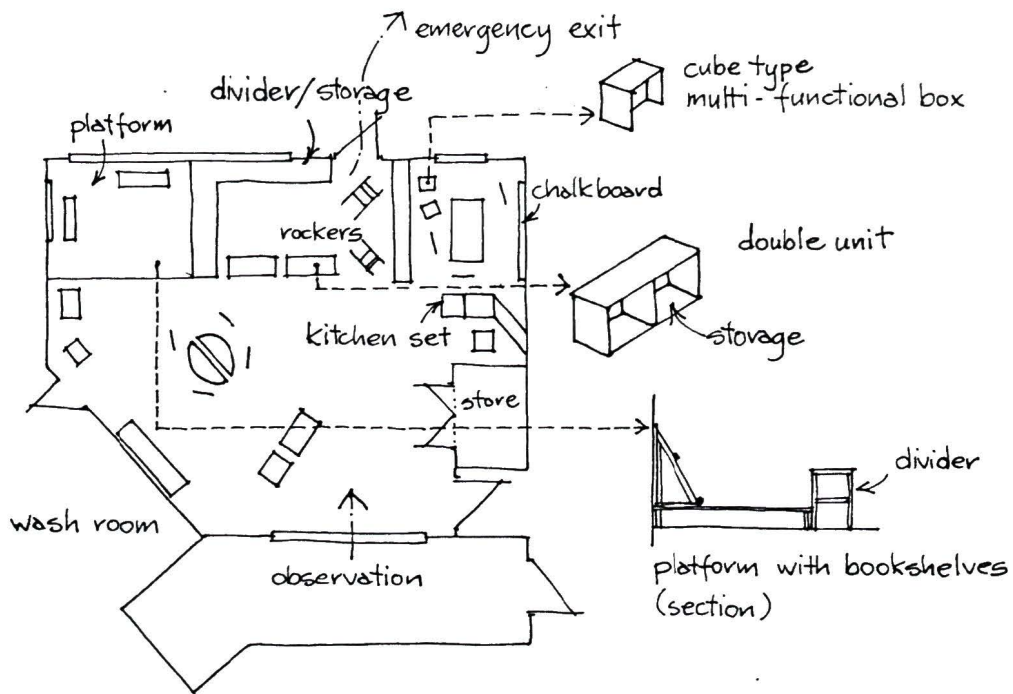 emergency exit
divider/storage
platform
cube type
multi-functional box
chalkboard
rockers
double unit
kitchen set
storage
store
divider
wash room
observation
platform with bookshelves
(section)